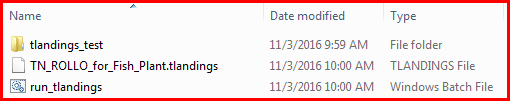 Name Date modified Type
tlandings_test 11/3/2016 9:59 AM File folder
TN_ROLLO_for_Fish_Plant.tlandings 11/3/2016 10:00 AM TLANDINGS File
run_tlandings 11/3/2016 10:00 AM Windows Batch File